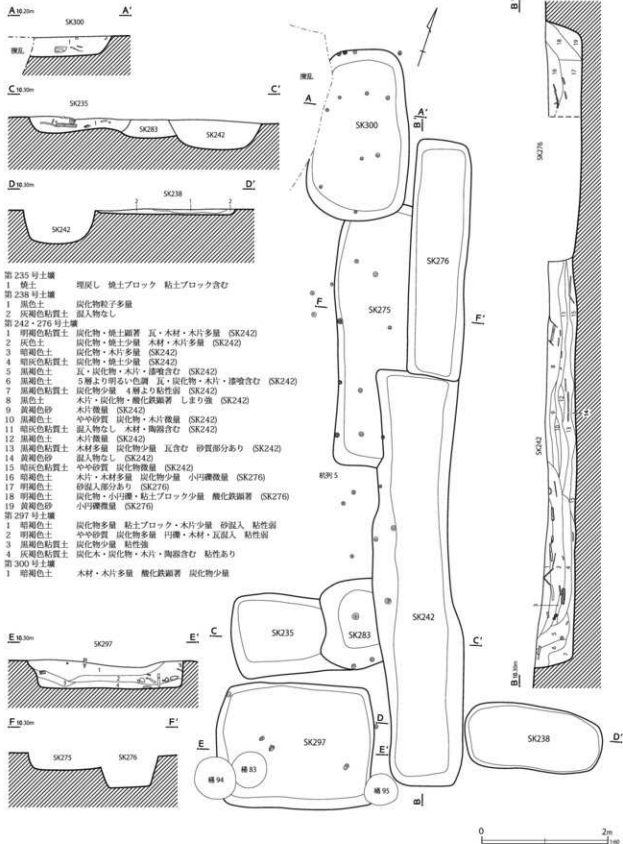 A 10.20m A'
SK300
撹乱
C 10.30m C'
SK235
SK283
SK242
D 10.30m D'
SK238
2 1 2
SK242
第235号土壙
1 焼土 埋戻し 焼土ブロック 粘土ブロック含む
第238号土壙
1 黒色土 炭化物粒子多量
2 灰褐色粘質土 混入物なし
第242・276号土壙
1 明褐色粘質土 炭化物・焼土顕著 瓦・木材・木片多量 (SK242)
2 灰色土 炭化物・焼土少量 木材・木片多量 (SK242)
3 暗褐色土 炭化物・木片多量 (SK242)
4 暗灰色粘質土 炭化物・焼土少量 (SK242)
5 黒褐色土 瓦・炭化物・木片・漆喰含む (SK242)
6 黒褐色土 5層より明るい色調 瓦・炭化物・木片・漆喰含む (SK242)
7 黒褐色粘質土 炭化物少量 4層より粘性弱 (SK242)
8 黒色土 木片・炭化物・酸化鉄顕著 しまり強 (SK242)
9 黄褐色砂 木片微量 (SK242)
10 黒褐色土 やや砂質 炭化物・木片微量 (SK242)
11 暗褐色粘質土 混入物なし 木材・陶器含む (SK242)
12 黒褐色土 木片微量 (SK242)
13 黒褐色粘質土 木材多量 炭化物少量 瓦含む 砂質部分あり (SK242)
14 黄褐色砂 混入物なし (SK242)
15 暗灰色粘質土 やや砂質 炭化物微量 (SK242)
16 暗褐色土 木片・木材多量 炭化物少量 小円礫微量 (SK276)
17 明褐色土 砂混入部分あり (SK276)
18 明褐色土 炭化物・小円礫・粘土ブロック少量 酸化鉄顕著 (SK276)
19 黄褐色砂 小円礫微量 (SK276)
第297号土壙
1 暗褐色土 炭化物多量 粘土ブロック・木片少量 砂混入 粘性弱
2 明褐色土 やや砂質 炭化物多量 円礫・木材・瓦混入 粘性弱
3 黒褐色粘質土 炭化物少量 粘性強
4 灰褐色粘質土 炭化木・炭化物・木片・陶器含む 粘性あり
第300号土壙
1 暗褐色土 木材・木片多量 酸化鉄顕著 炭化物少量
E 10.30m E'
SK297
F 10.30m F'
SK275
SK276
撹乱
A
SK300
A'
B'
SK276
F
SK275
F'
杭列5
SK242
C
SK235
SK283
C'
D
E
SK297
E'
SK238
D'
桶94
桶83
桶95
B
B'
SK276
SK242
B 10.30m
0 2m
1:60